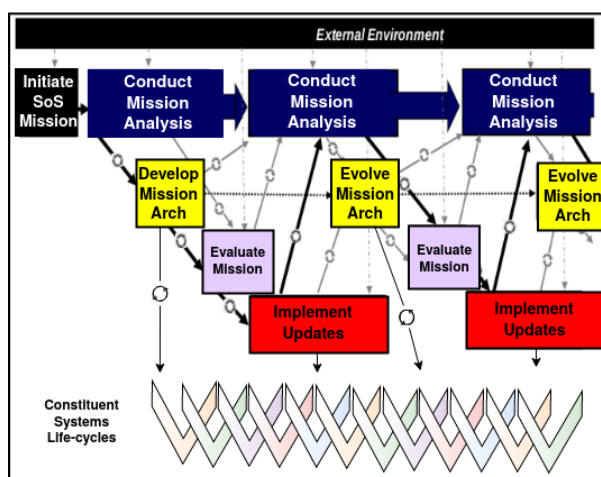 External Environment
Initiate
SoS
Mission
Conduct
Mission
Analysis
Conduct
Mission
Analysis
Conduct
Mission
Analysis
Develop
Mission
Arch
Evolve
Mission
Arch
Evolve
Mission
Arch
Evaluate
Mission
Evaluate
Mission
Implement
Updates
Implement
Updates
Constituent
Systems
Life-cycles